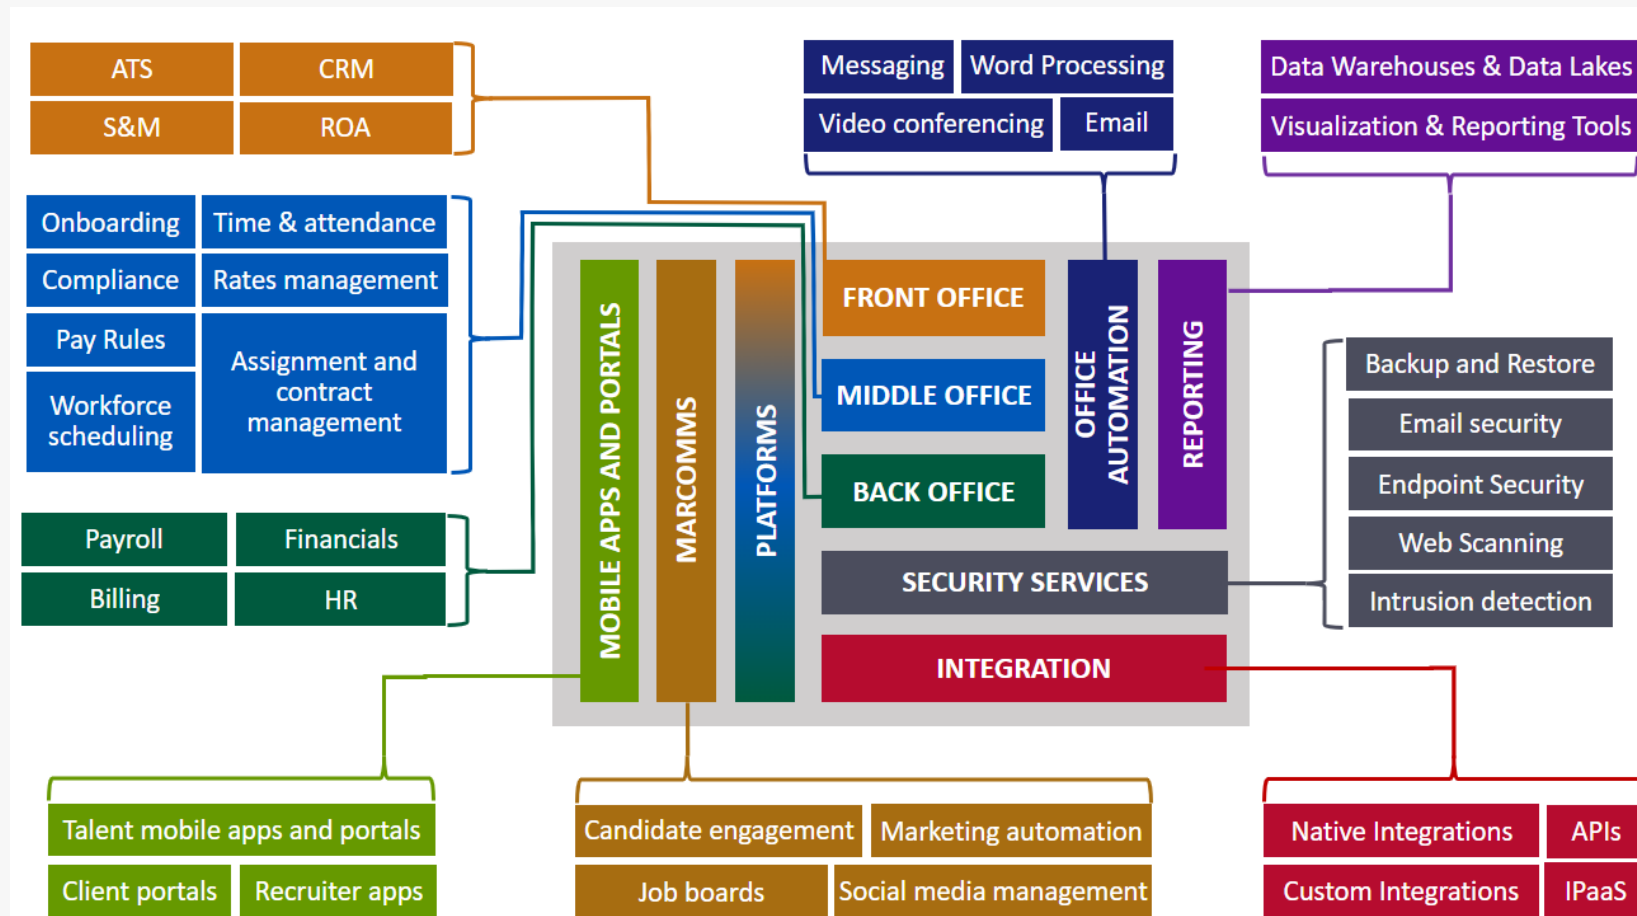 ATS
CRM
S&M
ROA
Messaging
Word Processing
Video conferencing
Email
Data Warehouses & Data Lakes
Visualization & Reporting Tools
Onboarding
Time & attendance
Compliance
Rates management
Pay Rules
Assignment and
contract
management
Workforce
scheduling
Payroll
Financials
Billing
HR
MOBILE APPS AND PORTALS
MARCOMMS
PLATFORMS
FRONT OFFICE
MIDDLE OFFICE
BACK OFFICE
OFFICE
AUTOMATION
REPORTING
SECURITY SERVICES
INTEGRATION
Backup and Restore
Email security
Endpoint Security
Web Scanning
Intrusion detection
Talent mobile apps and portals
Client portals
Recruiter apps
Candidate engagement
Marketing automation
Job boards
Social media management
Native Integrations
APIs
Custom Integrations
IPaaS